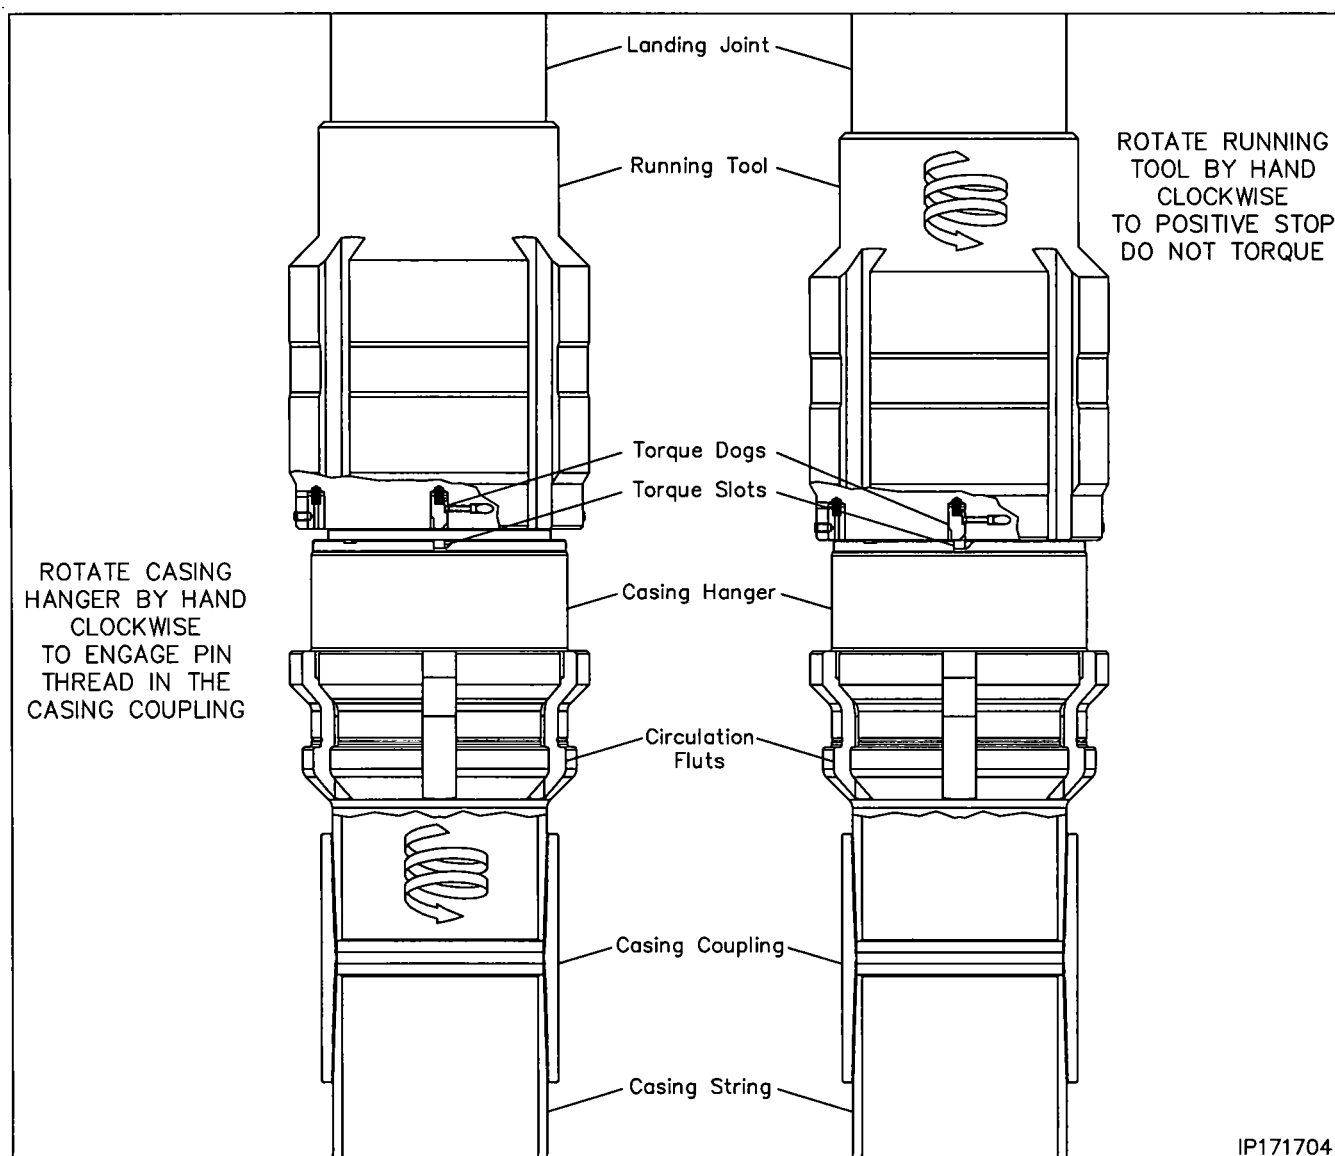 Landing Joint
Running Tool
ROTATE RUNNING
TOOL BY HAND
CLOCKWISE
TO POSITIVE STOP
DO NOT TORQUE
Torque Dogs
Torque Slots
ROTATE CASING
HANGER BY HAND
CLOCKWISE
TO ENGAGE PIN
THREAD IN THE
CASING COUPLING
Casing Hanger
Circulation
Fluts
Casing Coupling
Casing String
IP171704